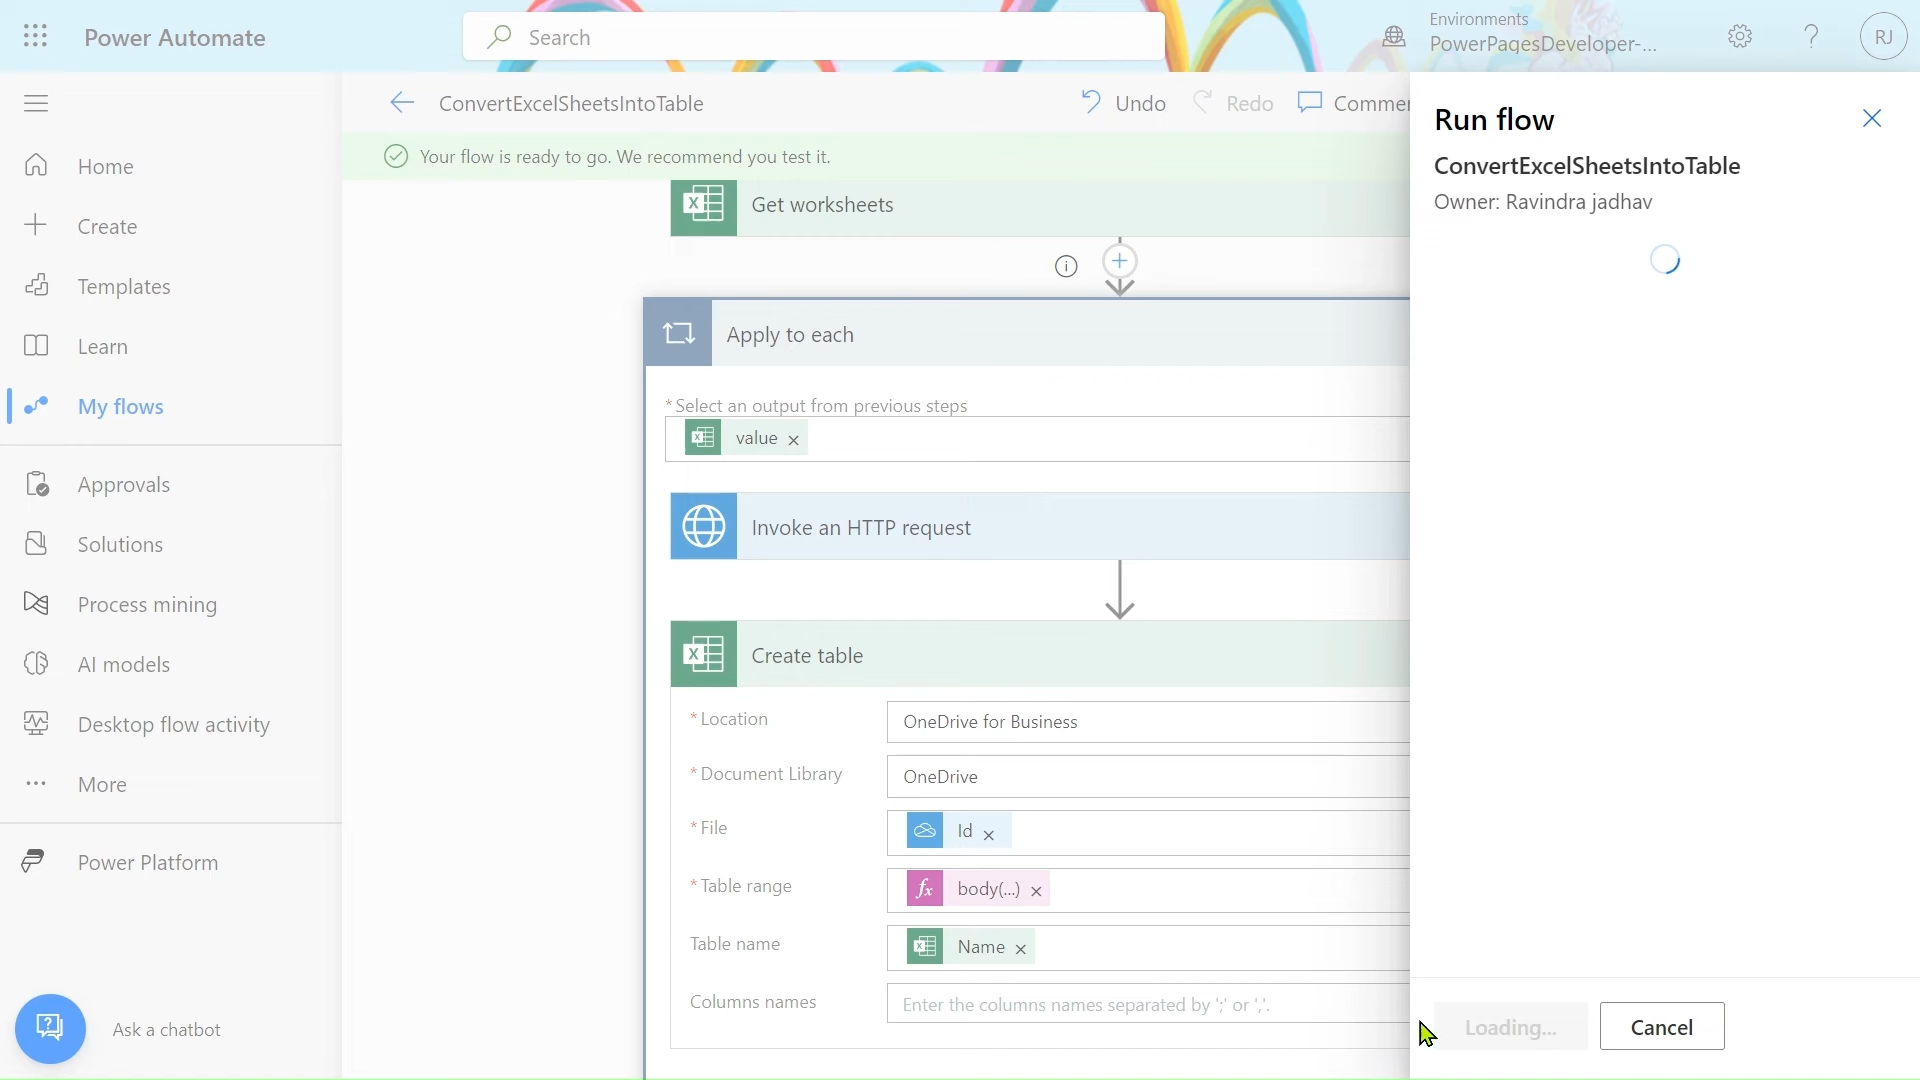 Power Automate
Search
Environments
PowerPagesDeveloper-...
RJ
ConvertExcelSheetsIntoTable
Undo
Redo
Commen
Your flow is ready to go. We recommend you test it.
Home
Create
Templates
Learn
My flows
Approvals
Solutions
Process mining
AI models
Desktop flow activity
More
Power Platform
Ask a chatbot
Get worksheets
Apply to each
* Select an output from previous steps
value ×
Invoke an HTTP request
Create table
* Location
OneDrive for Business
* Document Library
OneDrive
* File
Id ×
* Table range
fx body(...) ×
Table name
Name ×
Columns names
Enter the columns names separated by ';' or ','.
Run flow
ConvertExcelSheetsIntoTable
Owner: Ravindra jadhav
Loading...
Cancel